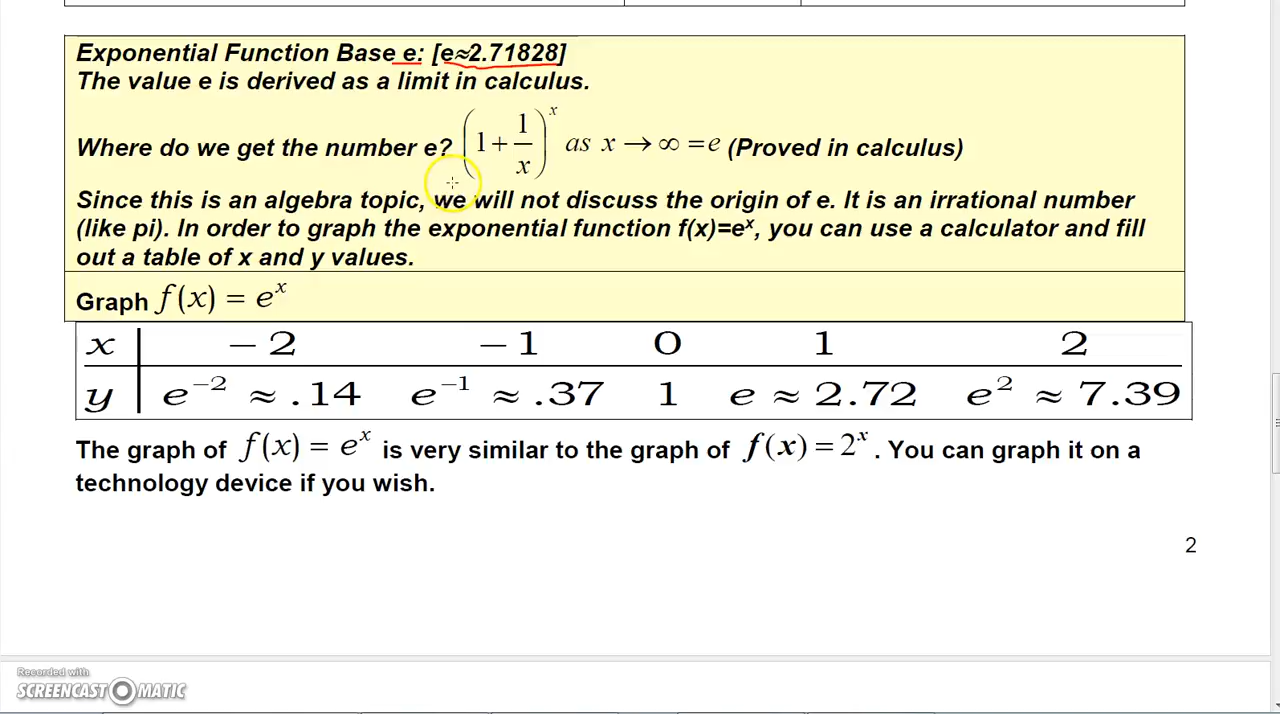 Exponential Function Base e: [e≈2.71828]
The value e is derived as a limit in calculus.
Where do we get the number e? (1 + 1/x)^x as x → ∞ = e (Proved in calculus)
Since this is an algebra topic, we will not discuss the origin of e. It is an irrational number
(like pi). In order to graph the exponential function f(x)=e^x, you can use a calculator and fill
out a table of x and y values.
Graph f(x) = e^x
x | −2 −1 0 1 2
y | e^−2 ≈ .14 e^−1 ≈ .37 1 e ≈ 2.72 e^2 ≈ 7.39
The graph of f(x) = e^x is very similar to the graph of f(x) = 2^x. You can graph it on a
technology device if you wish.
2
Recorded with
SCREENCAST MATIC